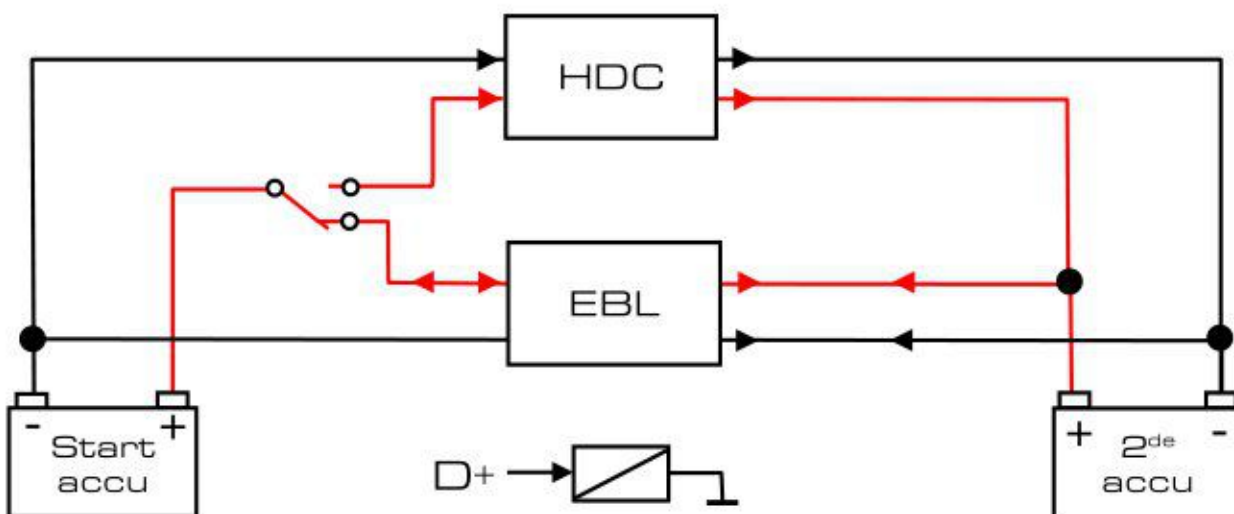 HDC
EBL
- Start accu +
D+
+ 2de accu -